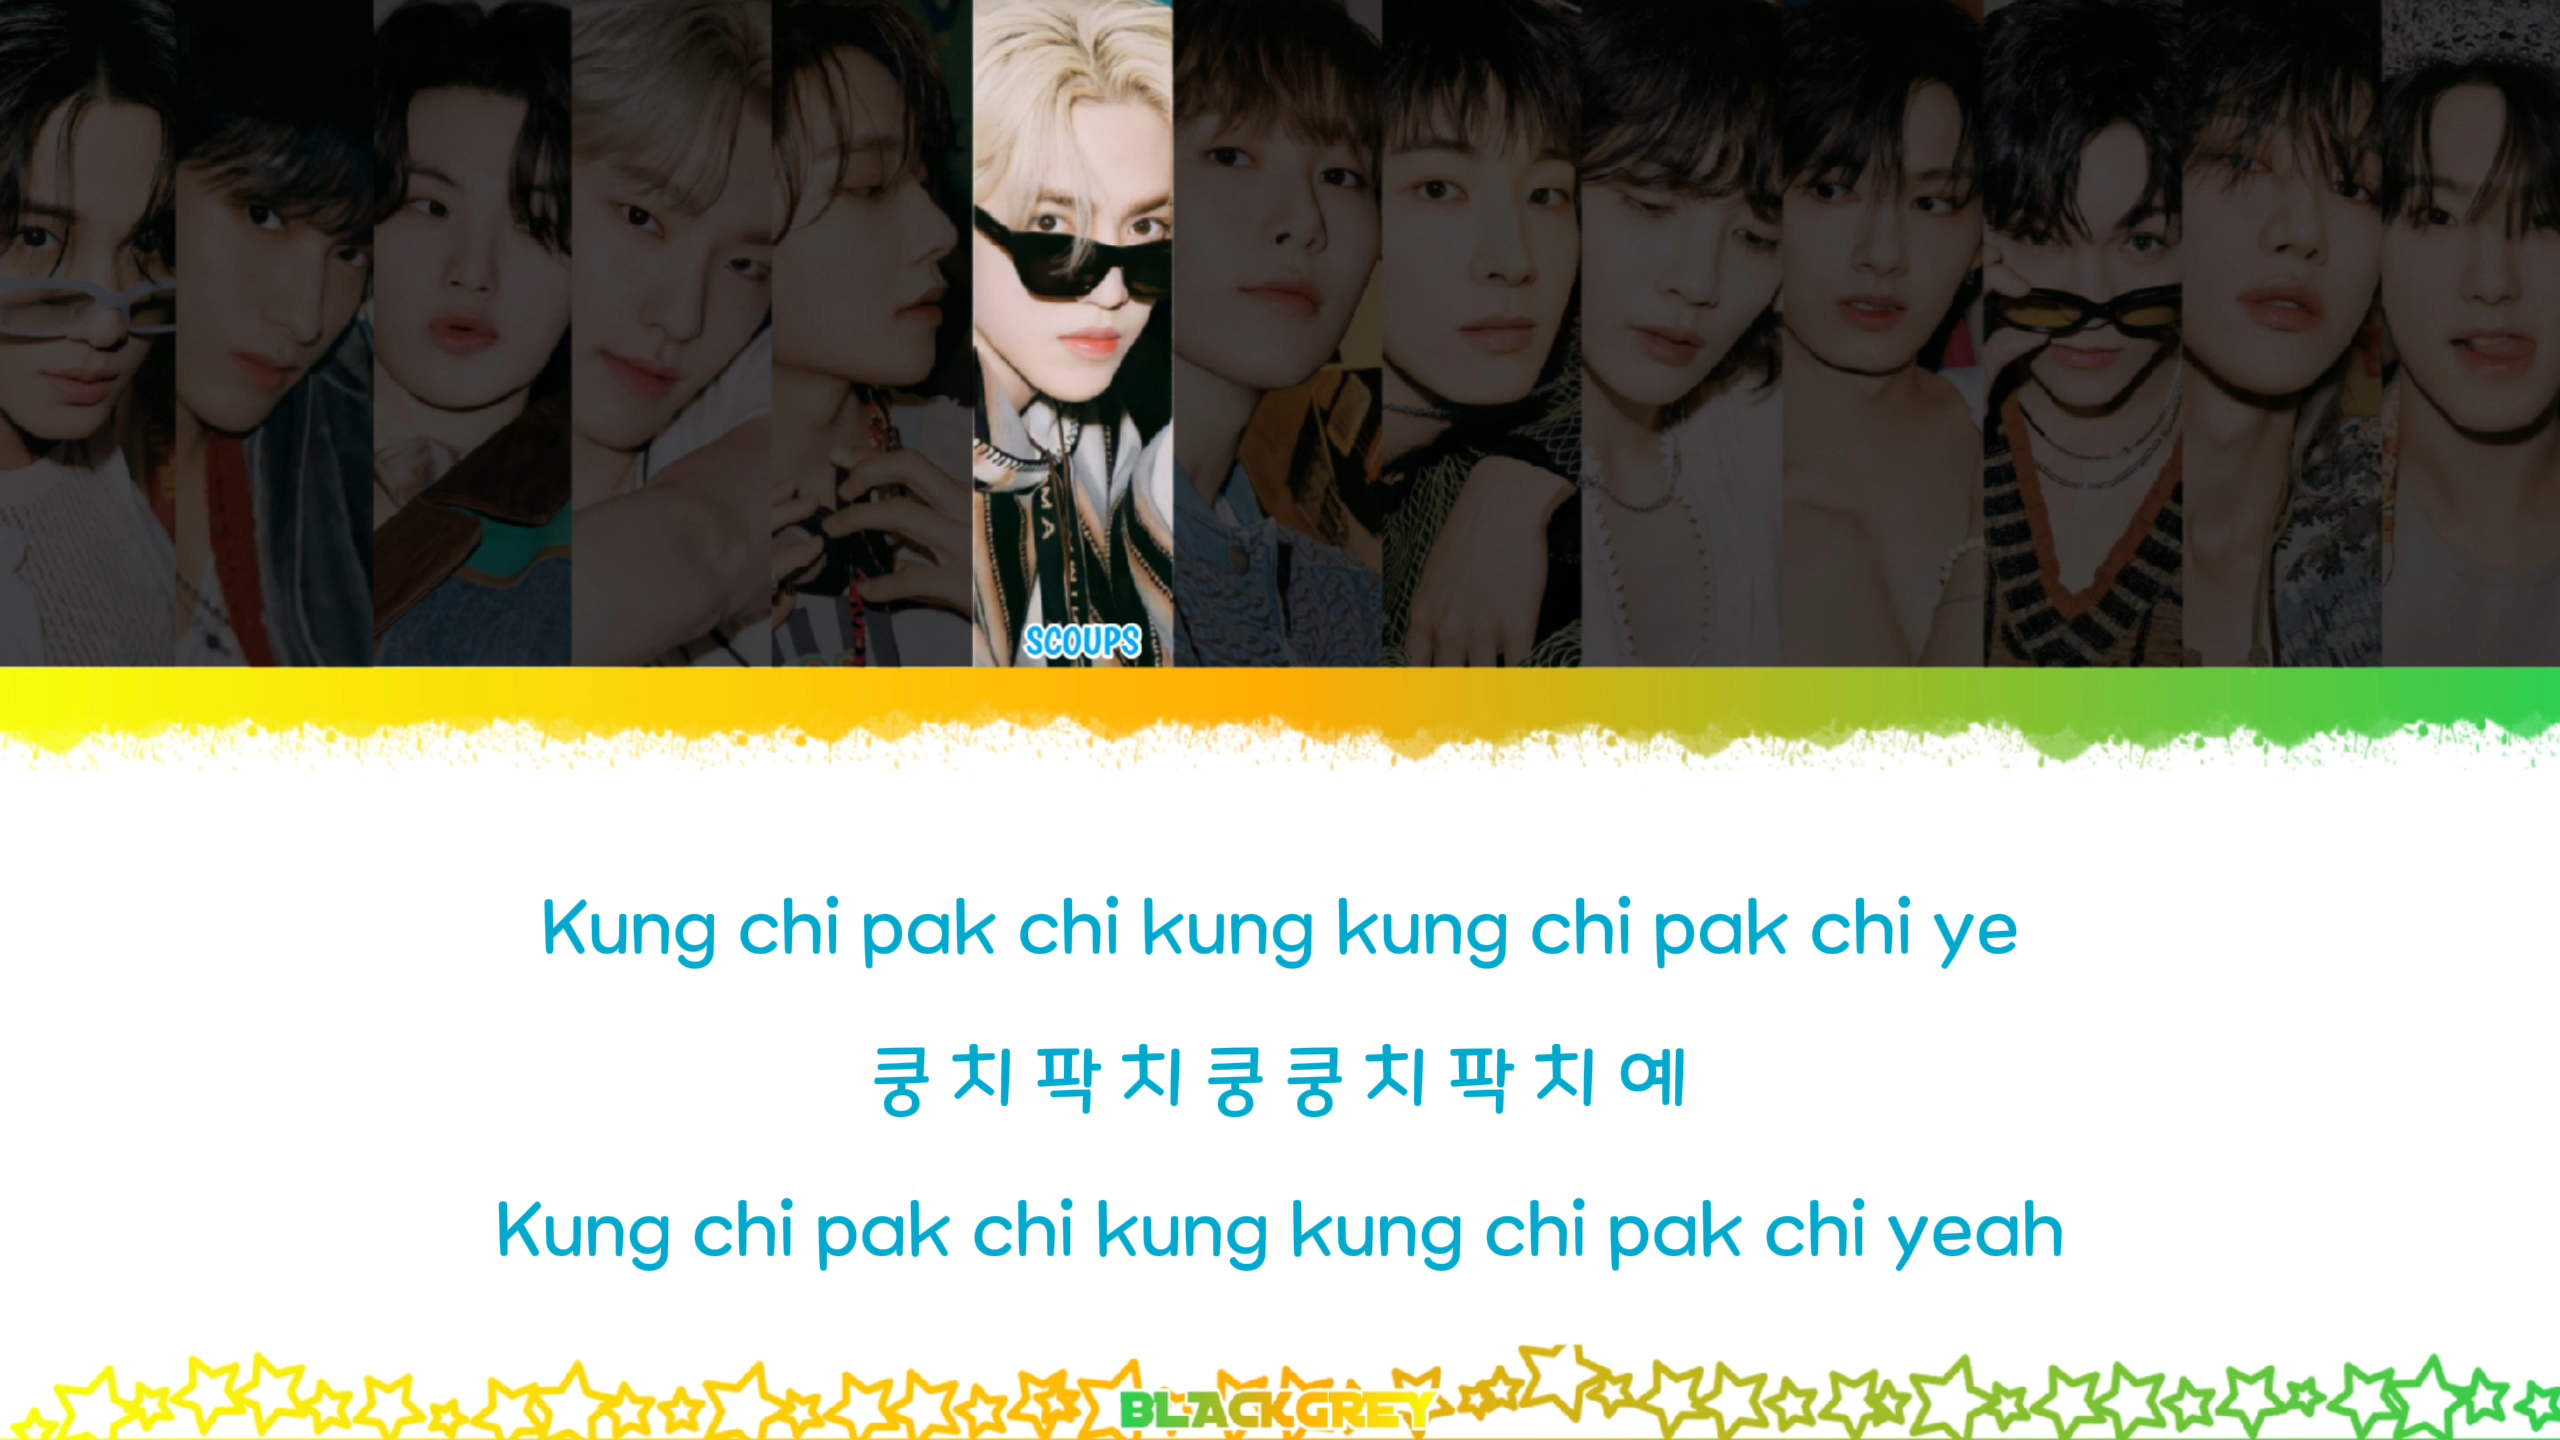 SCOUPS
Kung chi pak chi kung kung chi pak chi ye
쿵 치 팍 치 쿵 쿵 치 팍 치 예
Kung chi pak chi kung kung chi pak chi yeah
BLACKGREY